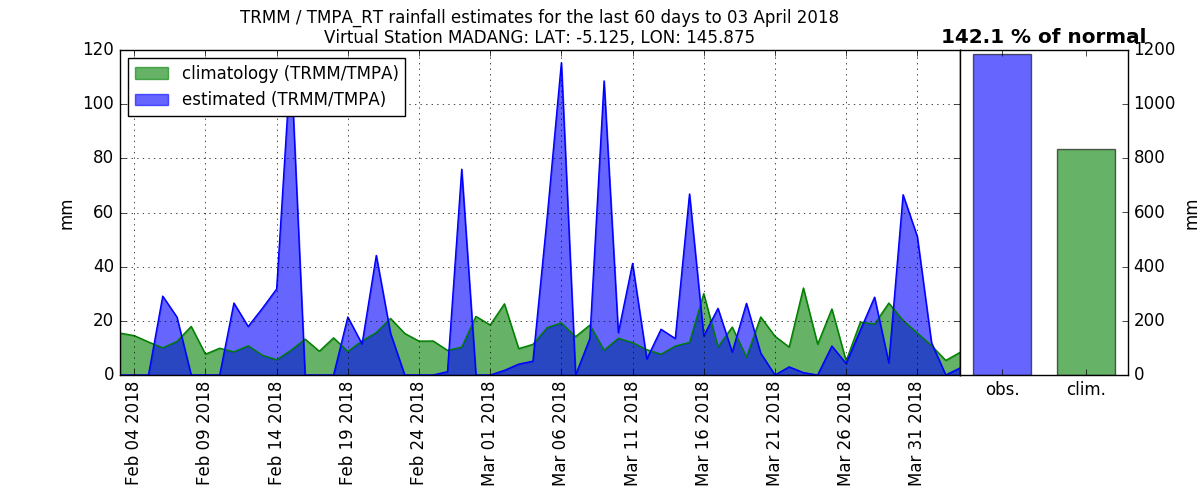 TRMM / TMPA_RT rainfall estimates for the last 60 days to 03 April 2018
Virtual Station MADANG: LAT: -5.125, LON: 145.875
142.1 % of normal
climatology (TRMM/TMPA)
estimated (TRMM/TMPA)
120
100
80
60
40
20
0
mm
1200
1000
800
600
400
200
0
mm
Feb 04 2018
Feb 09 2018
Feb 14 2018
Feb 19 2018
Feb 24 2018
Mar 01 2018
Mar 06 2018
Mar 11 2018
Mar 16 2018
Mar 21 2018
Mar 26 2018
Mar 31 2018
obs.
clim.